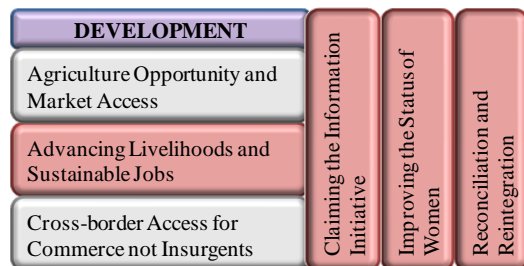 DEVELOPMENT
Agriculture Opportunity and
Market Access
Advancing Livelihoods and
Sustainable Jobs
Cross-border Access for
Commerce not Insurgents
Claiming the Information
Initiative
Improving the Status of
Women
Reconciliation and
Reintegration